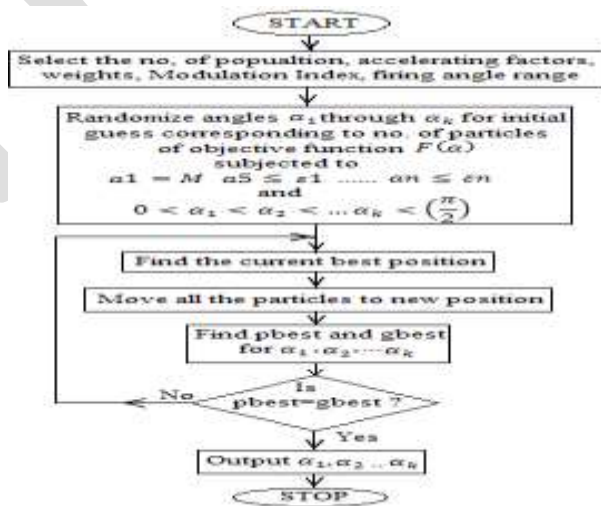 START
Select the no. of popualtion, accelerating factors,
weights, Modulation Index, firing angle range
Randomize angles α₁ through αₖ for initial
guess corresponding to no. of particles
of objective function F(α)
subjected to
a1 = M a5 ≤ ε1 ...... an ≤ εn
and
0 < α₁ < α₂ < ... αₖ < (π/2)
Find the current best position
Move all the particles to new position
Find pbest and gbest
for α₁, α₂ ⋯ αₖ
Is
pbest=gbest ?
No
Yes
Output α₁, α₂ .. αₖ
STOP